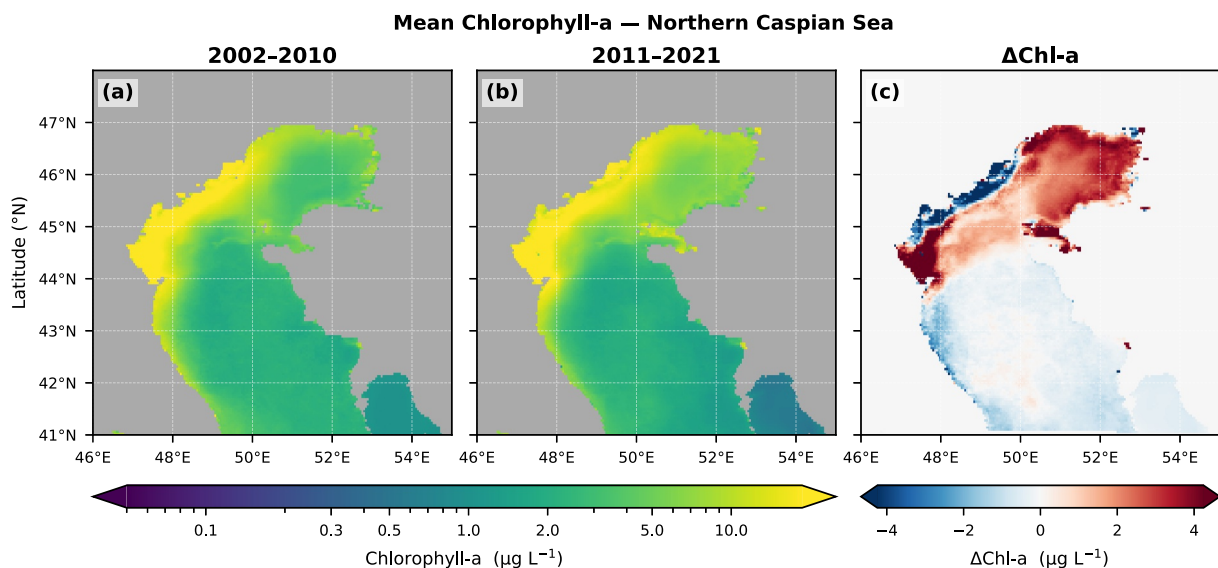 Mean Chlorophyll-a — Northern Caspian Sea
2002–2010
2011–2021
ΔChl-a
(a)
(b)
(c)
47°N
46°N
45°N
44°N
43°N
42°N
41°N
Latitude (°N)
46°E 48°E 50°E 52°E 54°E
46°E 48°E 50°E 52°E 54°E
46°E 48°E 50°E 52°E 54°E
0.1 0.3 0.5 1.0 2.0 5.0 10.0
Chlorophyll-a (µg L⁻¹)
−4 −2 0 2 4
ΔChl-a (µg L⁻¹)